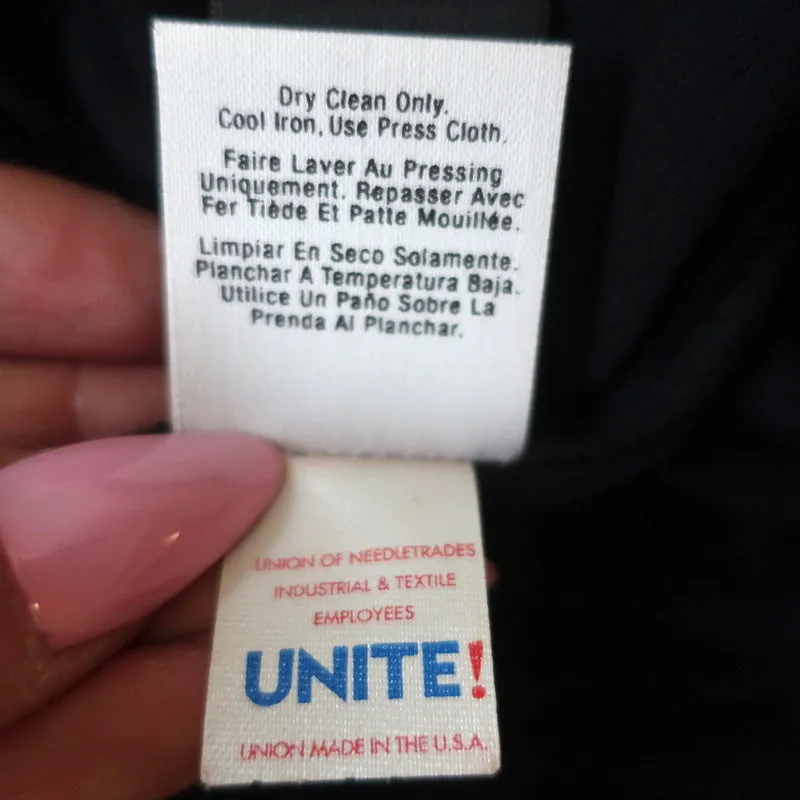 Dry Clean Only.
Cool Iron, Use Press Cloth.
Faire Laver Au Pressing
Uniquement. Repasser Avec
Fer Tiède Et Patte Mouillée.
Limpiar En Seco Solamente.
Planchar A Temperatura Baja.
Utilice Un Paño Sobre La
Prenda Al Planchar.
UNION OF NEEDLETRADES
INDUSTRIAL & TEXTILE
EMPLOYEES
UNITE!
UNION MADE IN THE U.S.A.